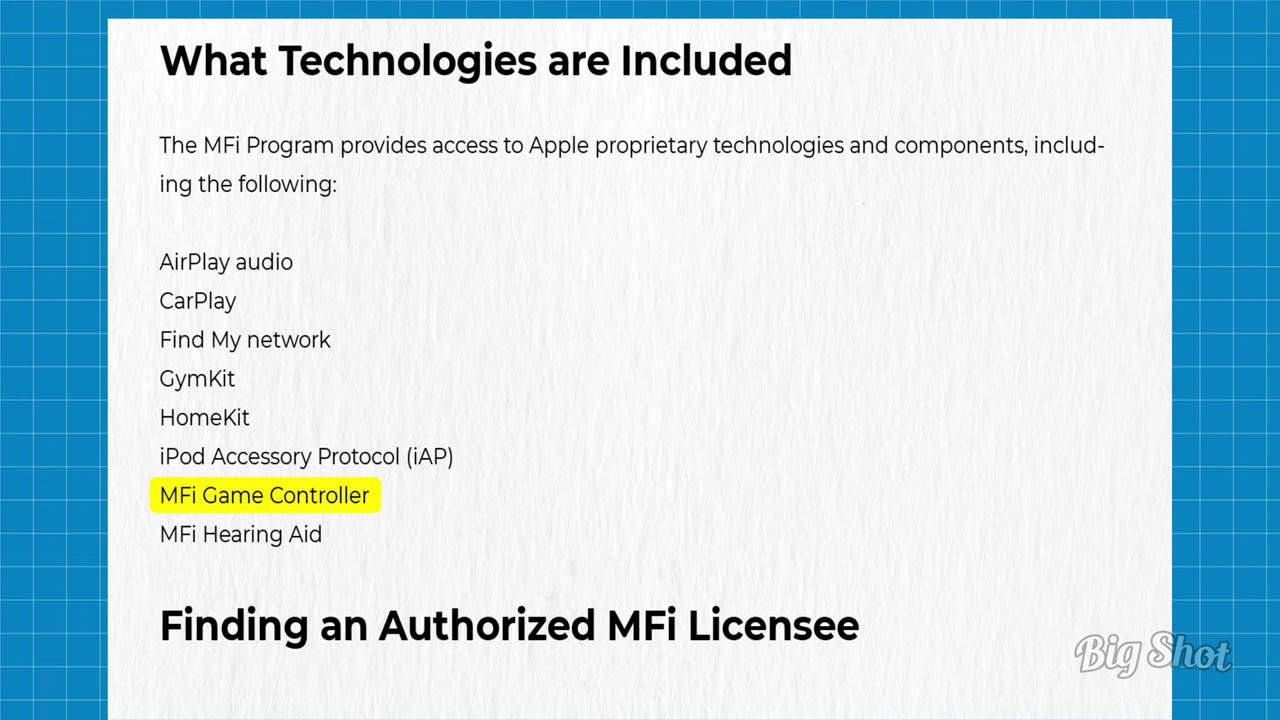 What Technologies are Included
The MFi Program provides access to Apple proprietary technologies and components, includ-
ing the following:
AirPlay audio
CarPlay
Find My network
GymKit
HomeKit
iPod Accessory Protocol (iAP)
MFi Game Controller
MFi Hearing Aid
Finding an Authorized MFi Licensee
Big Shot